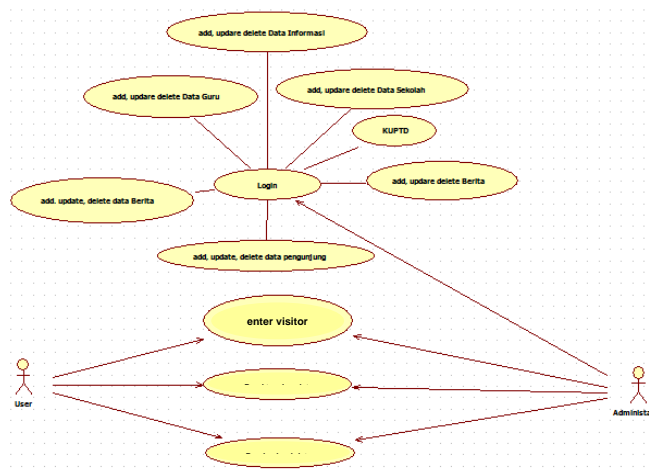 add, updare delete Data Informasi
add, updare delete Data Guru
add, updare delete Data Sekolah
KUPTD
Login
add, updare delete Berita
add. update, delete data Berita
add, update, delete data pengunjung
enter visitor
User
Administa